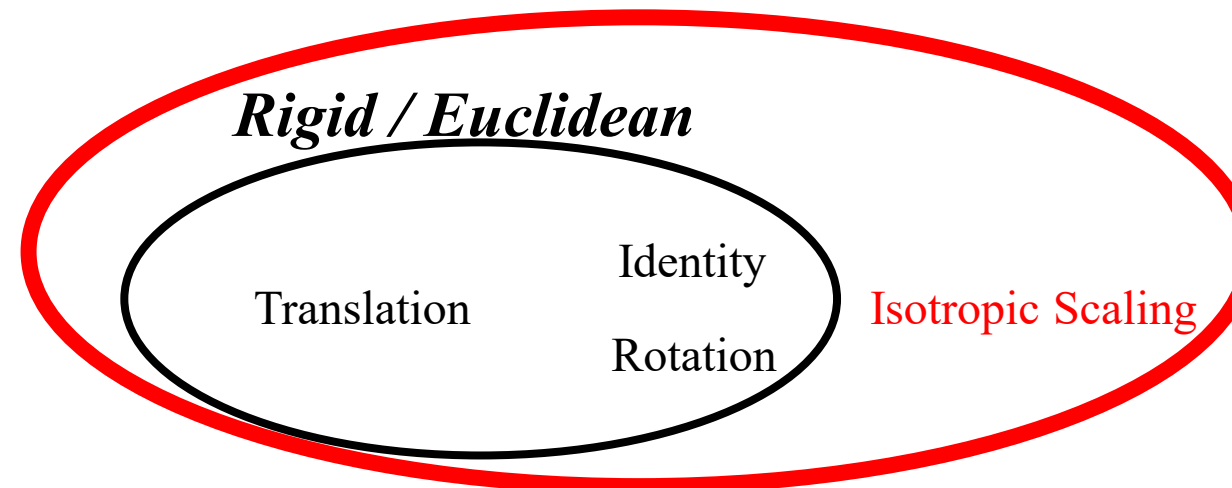 Rigid / Euclidean
Identity
Translation
Isotropic Scaling
Rotation